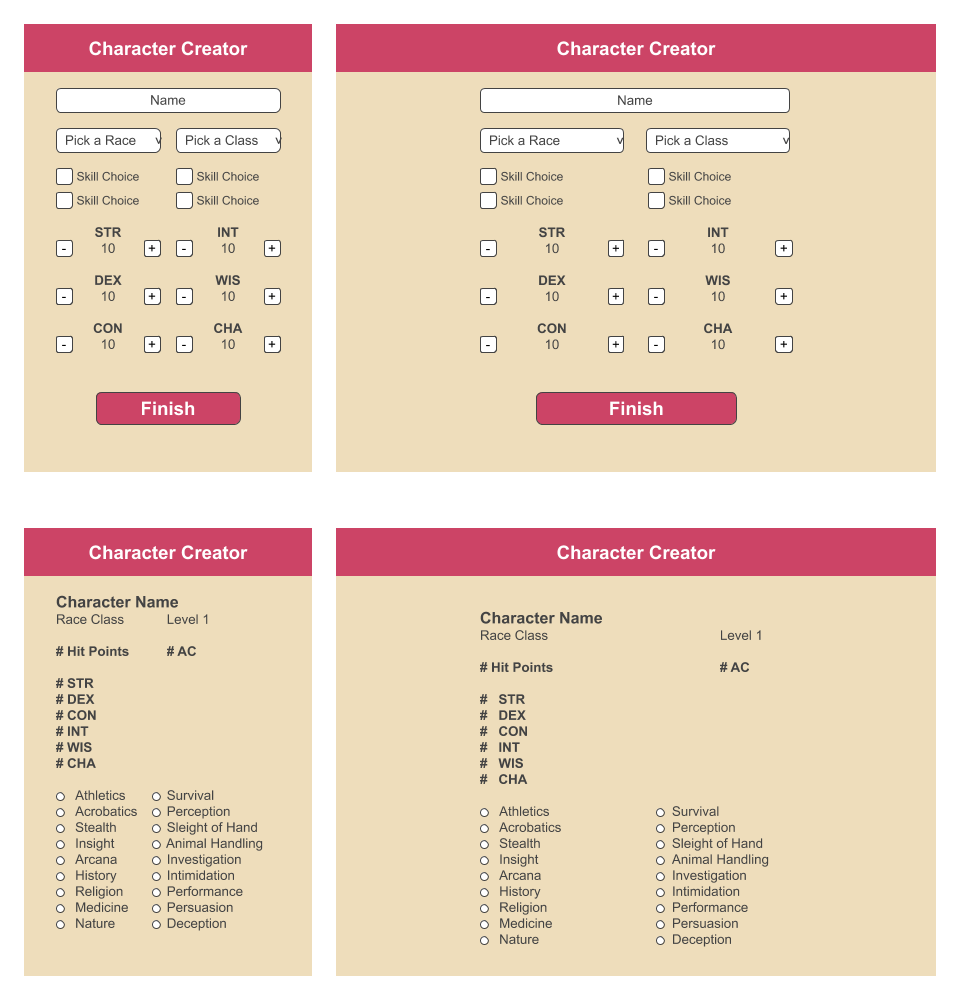 Character Creator
Name
Pick a Race v Pick a Class v
Skill Choice Skill Choice
Skill Choice Skill Choice
STR INT
- 10 + - 10 +
DEX WIS
- 10 + - 10 +
CON CHA
- 10 + - 10 +
Finish
Character Creator
Name
Pick a Race v Pick a Class v
Skill Choice Skill Choice
Skill Choice Skill Choice
STR INT
- 10 + - 10 +
DEX WIS
- 10 + - 10 +
CON CHA
- 10 + - 10 +
Finish
Character Creator
Character Name
Race Class Level 1
# Hit Points # AC
# STR
# DEX
# CON
# INT
# WIS
# CHA
Athletics Survival
Acrobatics Perception
Stealth Sleight of Hand
Insight Animal Handling
Arcana Investigation
History Intimidation
Religion Performance
Medicine Persuasion
Nature Deception
Character Creator
Character Name
Race Class Level 1
# Hit Points # AC
# STR
# DEX
# CON
# INT
# WIS
# CHA
Athletics Survival
Acrobatics Perception
Stealth Sleight of Hand
Insight Animal Handling
Arcana Investigation
History Intimidation
Religion Performance
Medicine Persuasion
Nature Deception